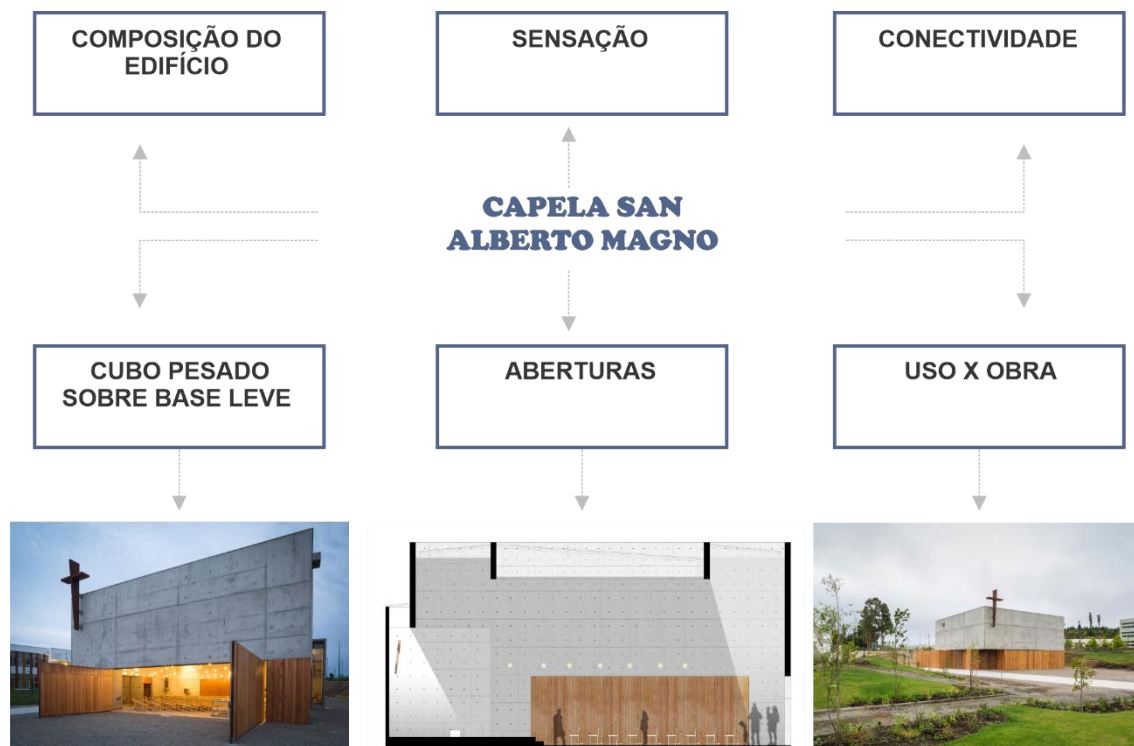 COMPOSIÇÃO DO
EDIFÍCIO
SENSAÇÃO
CONECTIVIDADE
CAPELA SAN
ALBERTO MAGNO
CUBO PESADO
SOBRE BASE LEVE
ABERTURAS
USO X OBRA